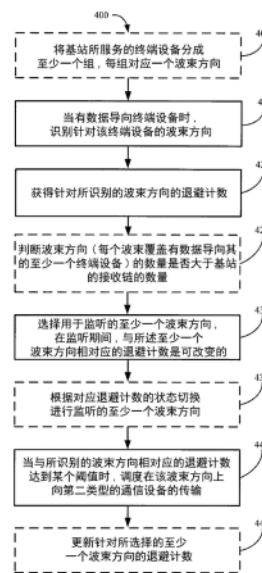 400
将基站所服务的终端设备分成
至少一个组，每组对应一个波束方向
当有数据导向终端设备时，
识别针对该终端设备的波束方向
获得针对所识别的波束方向的退避计数
判断波束方向（每个波束覆盖有数据导向其
的至少一个终端设备）的数量是否大于基站
的接收链的数量
选择用于监听的至少一个波束方向，
在监听期间，与所述至少一个
波束方向相对应的退避计数是可改变的
根据对应退避计数的状态切换
进行监听的至少一个波束方向
当与所识别的波束方向相对应的退避计数
达到某个阈值时，调度在该波束方向上
向第二类型的通信设备的传输
更新针对所选择的至少
一个波束方向的退避计数